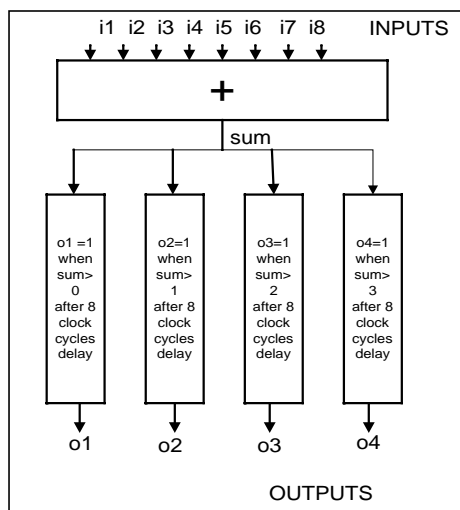 i1 i2 i3 i4 i5 i6 i7 i8 INPUTS
+
sum
o1 =1
when
sum>
0
after 8
clock
cycles
delay
o2=1
when
sum>
1
after 8
clock
cycles
delay
o3=1
when
sum>
2
after 8
clock
cycles
delay
o4=1
when
sum>
3
after 8
clock
cycles
delay
o1 o2 o3 o4
OUTPUTS